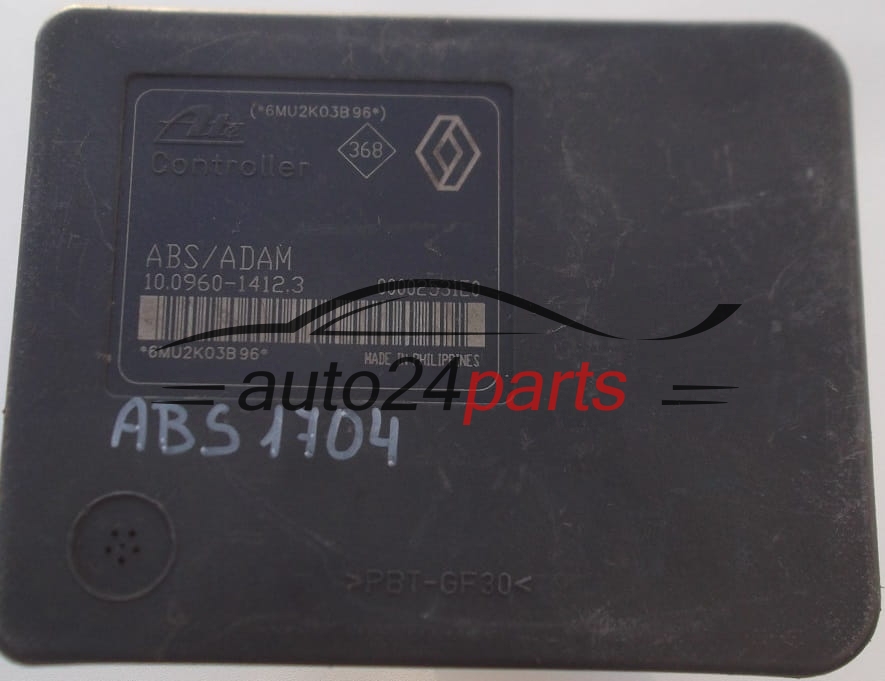 (*6MU2K03B96*)
Ate
368
Controller
ABS/ADAM
10.0960-1412.3
*6MU2K03B96*
MADE IN PHILIPPINES
auto24parts
ABS 1704
>PBT-GF30<